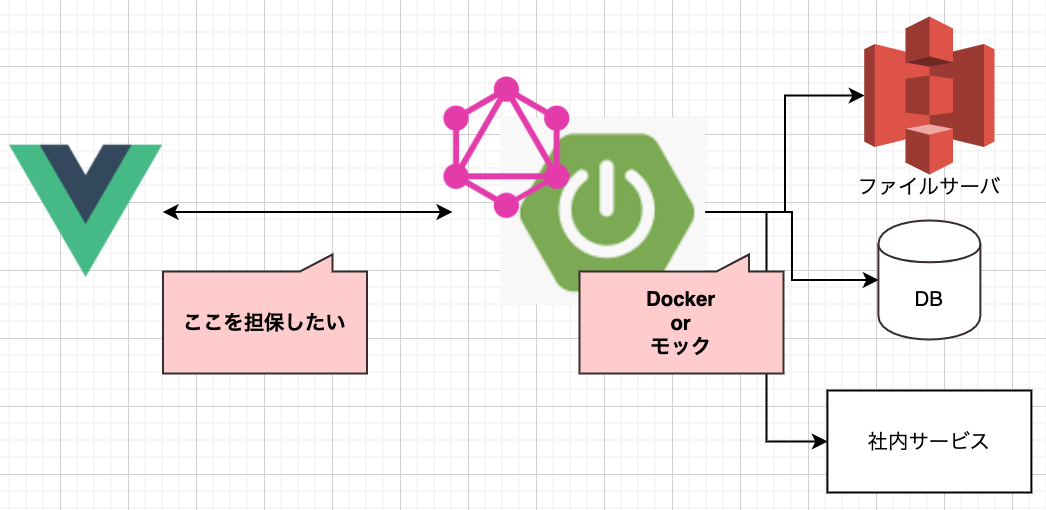 ファイルサーバ
ここを担保したい
Docker
or
モック
DB
社内サービス